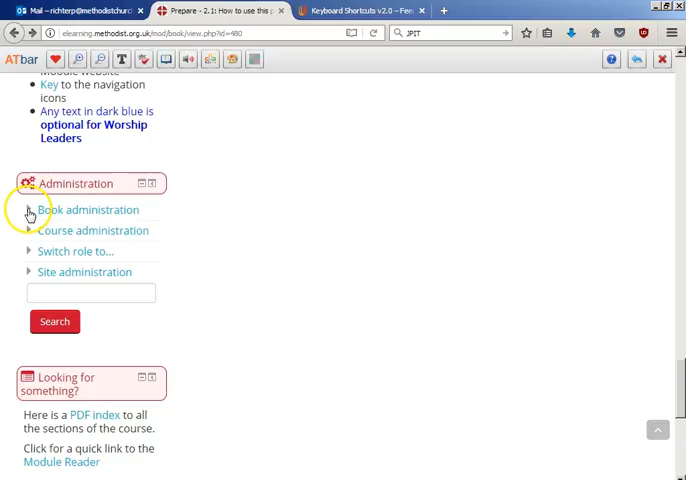 Mail – richterp@methodistchurc
Prepare - 2.1: How to use this p
Keyboard Shortcuts v2.0 – Fee
elearning.methodist.org.uk/mod/book/view.php?id=480
JPIT
ATbar
Module website
Key to the navigation
icons
Any text in dark blue is
optional for Worship
Leaders
Administration
Book administration
Course administration
Switch role to...
Site administration
Search
Looking for
something?
Here is a PDF index to all
the sections of the course.
Click for a quick link to the
Module Reader